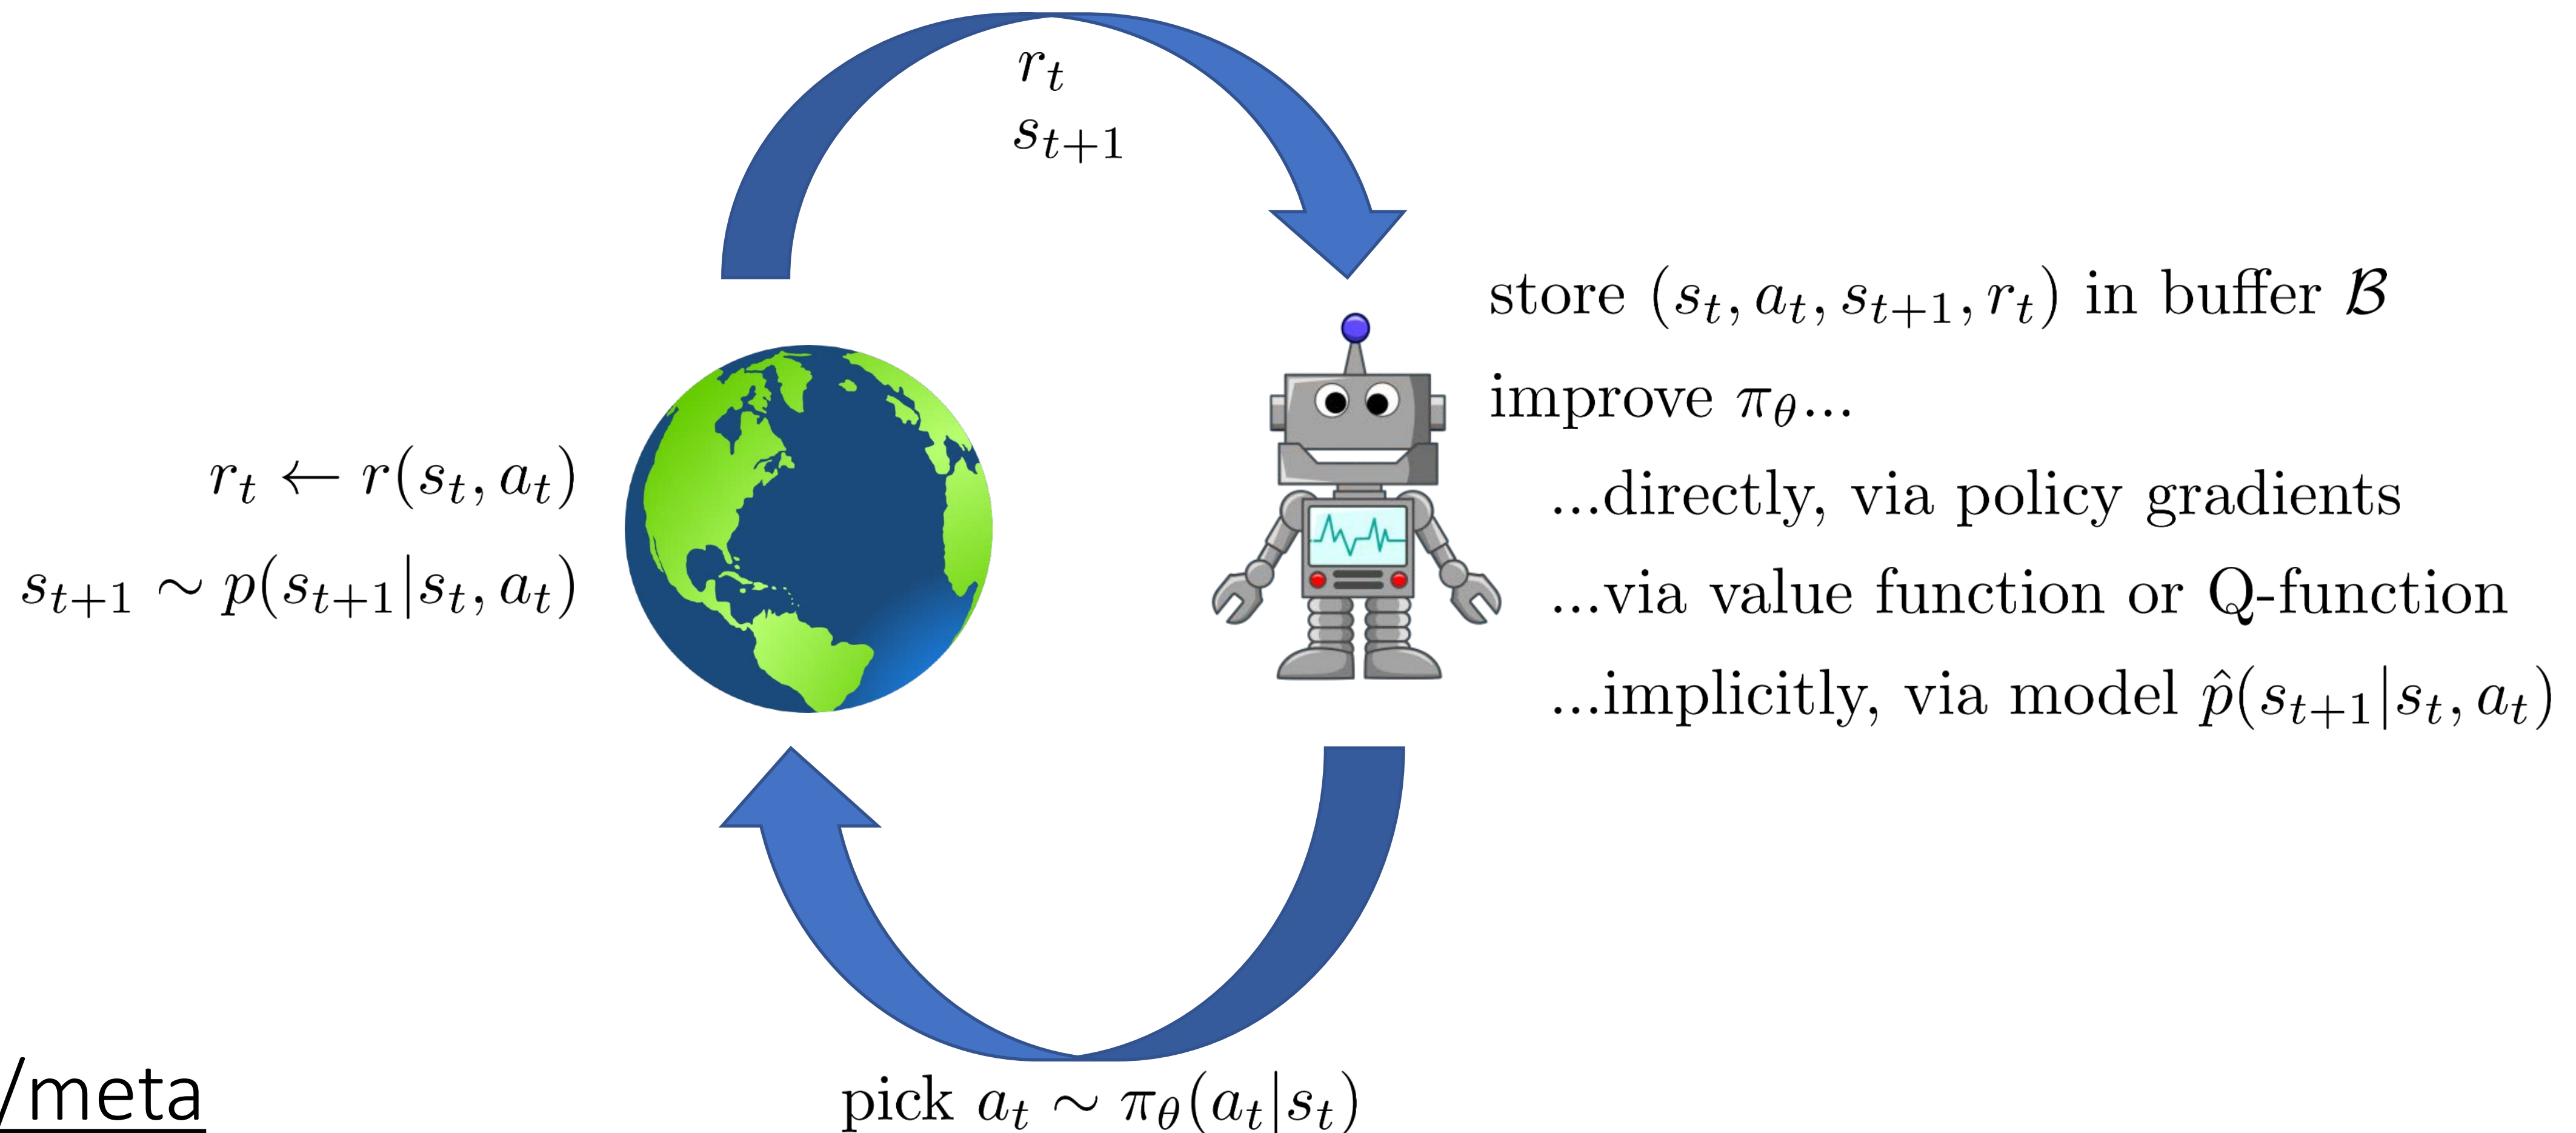 r_t
s_{t+1}
store (s_t, a_t, s_{t+1}, r_t) in buffer ℬ
improve π_θ...
...directly, via policy gradients
...via value function or Q-function
...implicitly, via model p̂(s_{t+1}|s_t, a_t)
r_t ← r(s_t, a_t)
s_{t+1} ∼ p(s_{t+1}|s_t, a_t)
pick a_t ∼ π_θ(a_t|s_t)
/meta